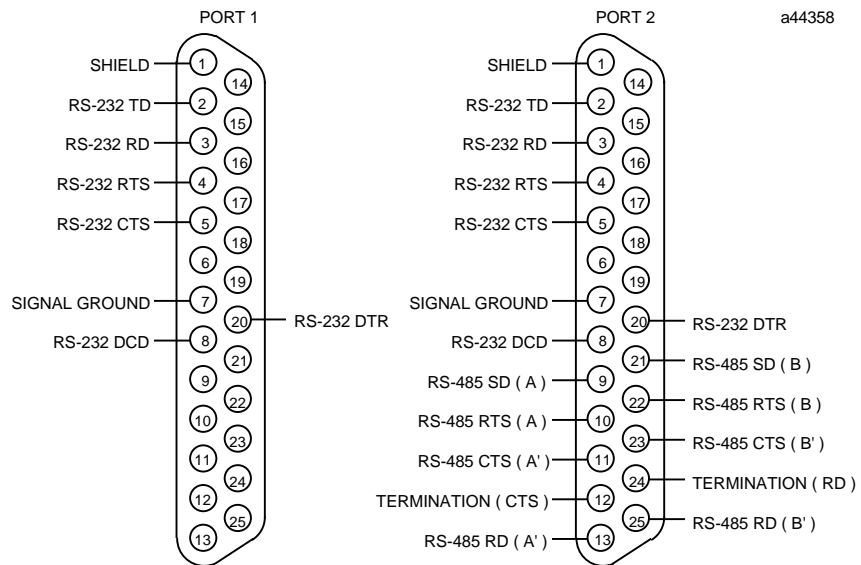 PORT 1
SHIELD
RS-232 TD
RS-232 RD
RS-232 RTS
RS-232 CTS
SIGNAL GROUND
RS-232 DCD
1
2
3
4
5
6
7
8
9
10
11
12
13
14
15
16
17
18
19
20
21
22
23
24
25
RS-232 DTR
PORT 2
a44358
SHIELD
RS-232 TD
RS-232 RD
RS-232 RTS
RS-232 CTS
SIGNAL GROUND
RS-232 DCD
RS-485 SD ( A )
RS-485 RTS ( A )
RS-485 CTS ( A' )
TERMINATION ( CTS )
RS-485 RD ( A' )
1
2
3
4
5
6
7
8
9
10
11
12
13
14
15
16
17
18
19
20
21
22
23
24
25
RS-232 DTR
RS-485 SD ( B )
RS-485 RTS ( B )
RS-485 CTS ( B' )
TERMINATION ( RD )
RS-485 RD ( B' )